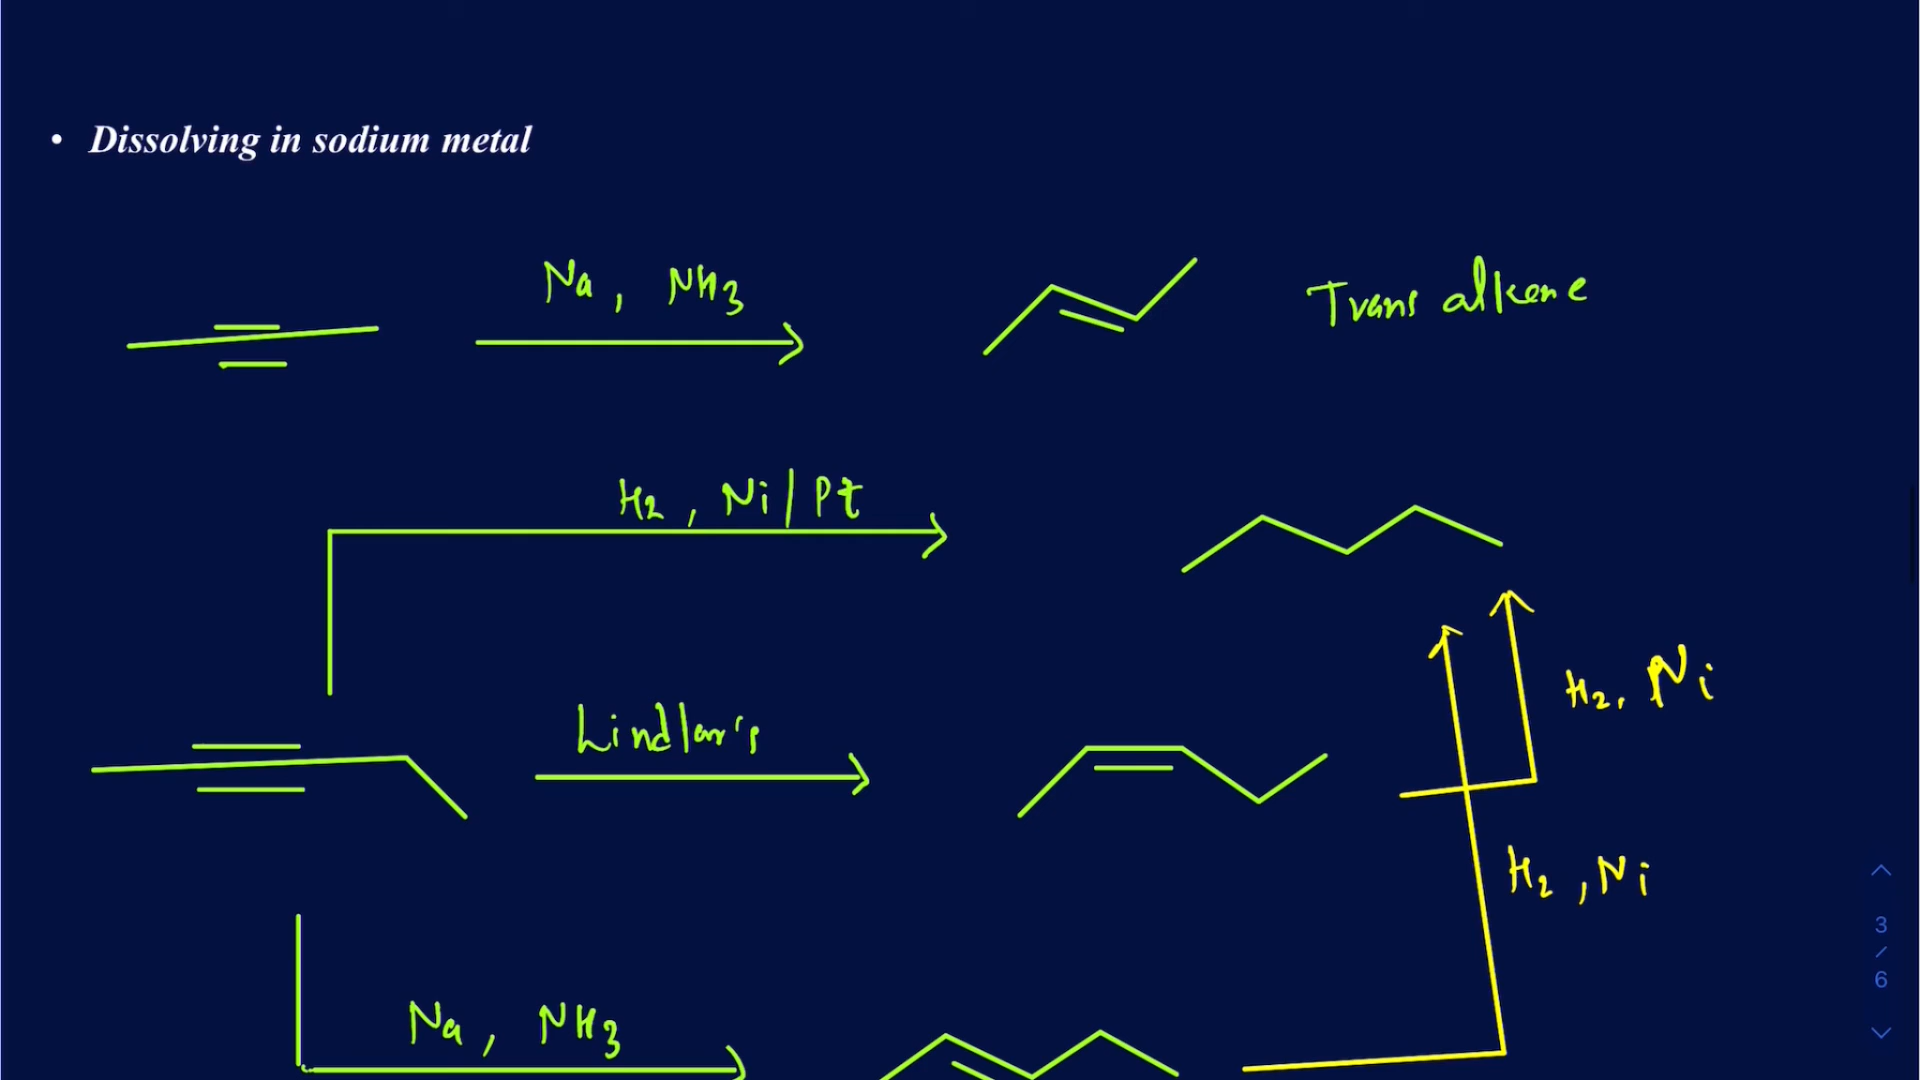 • Dissolving in sodium metal
Na, NH3
Trans alkene
H2, Ni/Pt
H2, Ni
Lindlar's
H2, Ni
3
/
6
Na, NH3